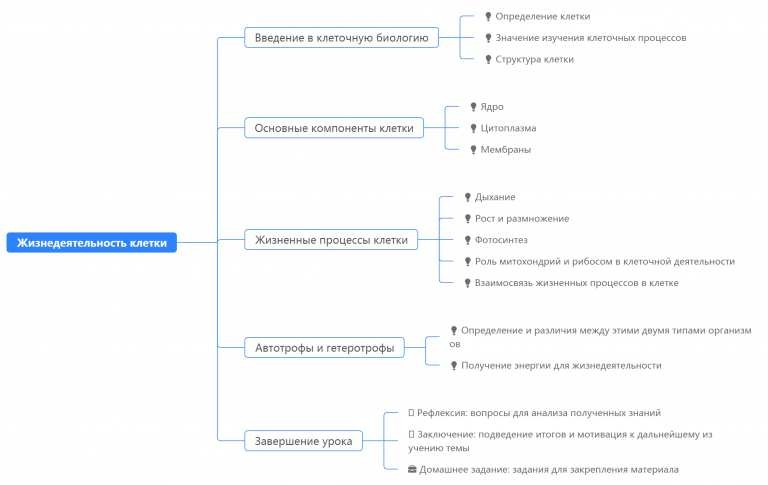 Жизнедеятельность клетки
Введение в клеточную биологию
Определение клетки
Значение изучения клеточных процессов
Структура клетки
Основные компоненты клетки
Ядро
Цитоплазма
Мембраны
Жизненные процессы клетки
Дыхание
Рост и размножение
Фотосинтез
Роль митохондрий и рибосом в клеточной деятельности
Взаимосвязь жизненных процессов в клетке
Автотрофы и гетеротрофы
Определение и различия между этими двумя типами организм
ов
Получение энергии для жизнедеятельности
Завершение урока
Рефлексия: вопросы для анализа полученных знаний
Заключение: подведение итогов и мотивация к дальнейшему из
учению темы
Домашнее задание: задания для закрепления материала